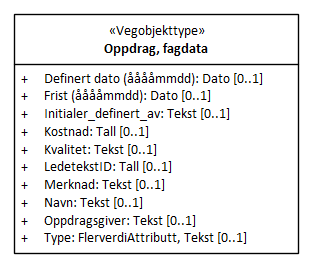 «Vegobjekttype»
Oppdrag, fagdata
+ Definert dato (ååååmmdd): Dato [0..1]
+ Frist (ååååmmdd): Dato [0..1]
+ Initialer_definert_av: Tekst [0..1]
+ Kostnad: Tall [0..1]
+ Kvalitet: Tekst [0..1]
+ LedetekstID: Tall [0..1]
+ Merknad: Tekst [0..1]
+ Navn: Tekst [0..1]
+ Oppdragsgiver: Tekst [0..1]
+ Type: FlerverdiAttributt, Tekst [0..1]